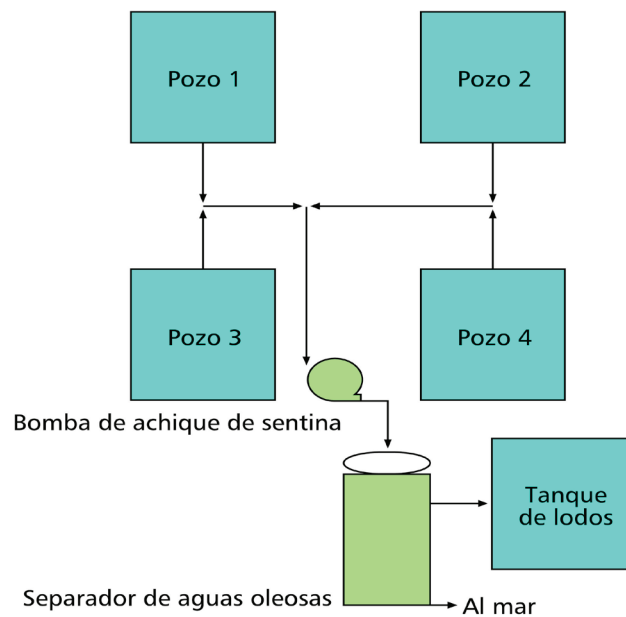 Pozo 1
Pozo 2
Pozo 3
Pozo 4
Bomba de achique de sentina
Tanque
de lodos
Separador de aguas oleosas
Al mar